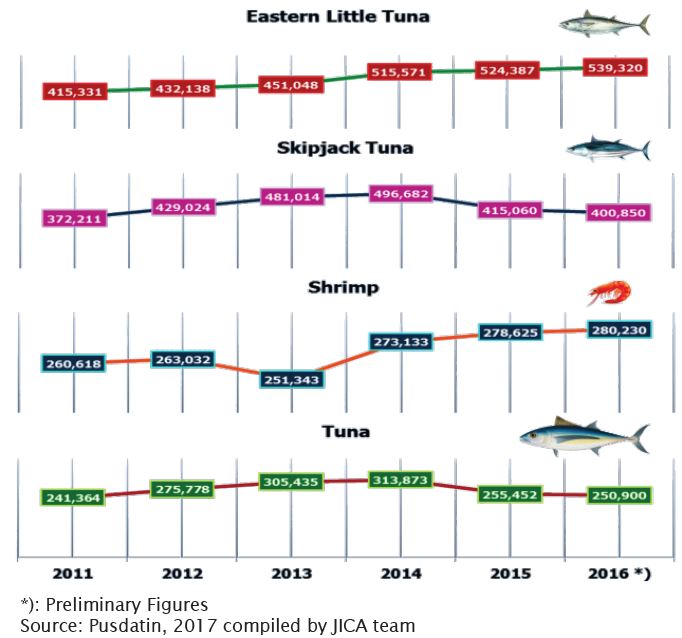 Eastern Little Tuna
415,331 432,138 451,048 515,571 524,387 539,320
Skipjack Tuna
372,211 429,024 481,014 496,682 415,060 400,850
Shrimp
260,618 263,032 251,343 273,133 278,625 280,230
Tuna
241,364 275,778 305,435 313,873 255,452 250,900
2011 2012 2013 2014 2015 2016 *)
*): Preliminary Figures
Source: Pusdatin, 2017 compiled by JICA team